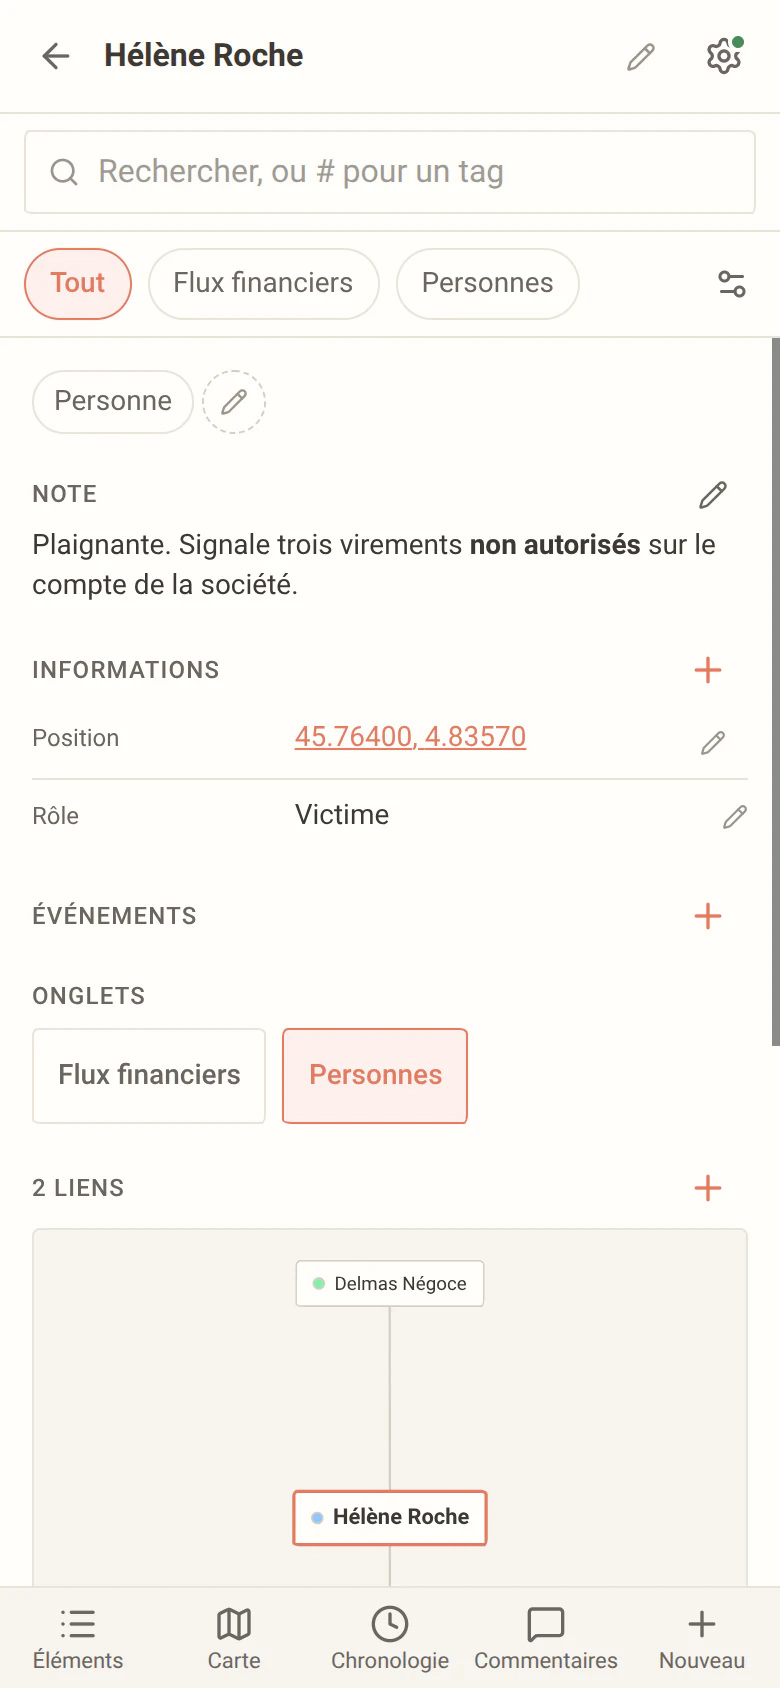 Hélène Roche
Rechercher, ou # pour un tag
Tout
Flux financiers
Personnes
Personne
NOTE
Plaignante. Signale trois virements non autorisés sur le
compte de la société.
INFORMATIONS
Position
45.76400, 4.83570
Rôle
Victime
ÉVÉNEMENTS
ONGLETS
Flux financiers
Personnes
2 LIENS
Delmas Négoce
Hélène Roche
Éléments
Carte
Chronologie
Commentaires
Nouveau